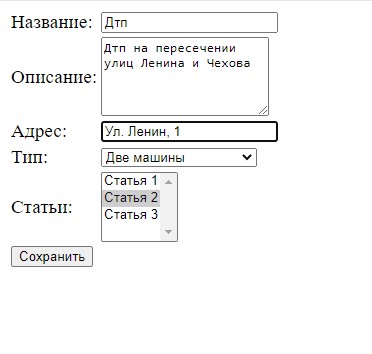 Название: Дтп
Описание: Дтп на пересечении
улиц Ленина и Чехова
Адрес: Ул. Ленин, 1
Тип: Две машины
Статьи: Статья 1
Статья 2
Статья 3
Сохранить